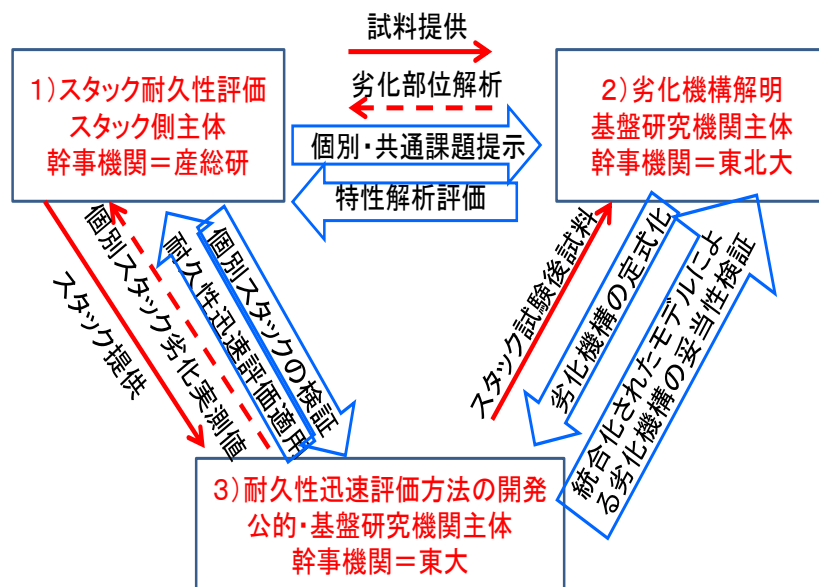 試料提供
劣化部位解析
個別・共通課題提示
特性解析評価
1)スタック耐久性評価
スタック側主体
幹事機関=産総研
2)劣化機構解明
基盤研究機関主体
幹事機関=東北大
スタック提供
個別スタック劣化実測値
耐久性迅速評価適用
個別スタックの検証
スタック試験後試料
劣化機構の定式化
統合化されたモデルによ
る劣化機構の妥当性検証
3)耐久性迅速評価方法の開発
公的・基盤研究機関主体
幹事機関=東大